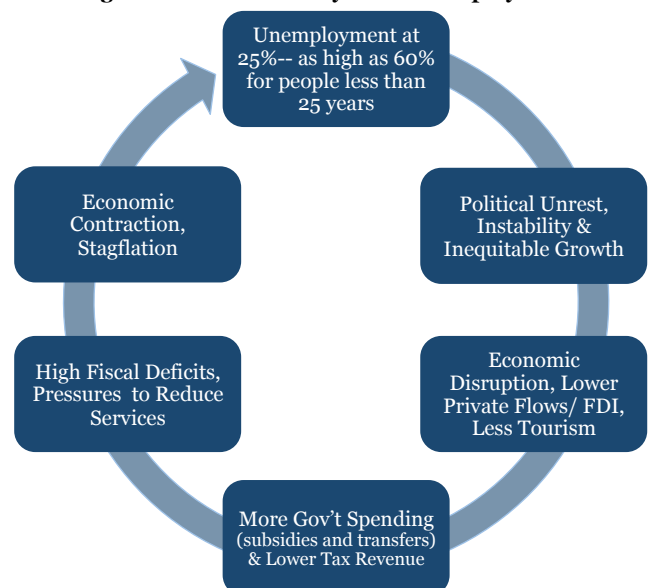 Unemployment at
25%-- as high as 60%
for people less than
25 years
Political Unrest,
Instability &
Inequitable Growth
Economic
Disruption, Lower
Private Flows/ FDI,
Less Tourism
More Gov’t Spending
(subsidies and transfers)
& Lower Tax Revenue
High Fiscal Deficits,
Pressures to Reduce
Services
Economic
Contraction,
Stagflation